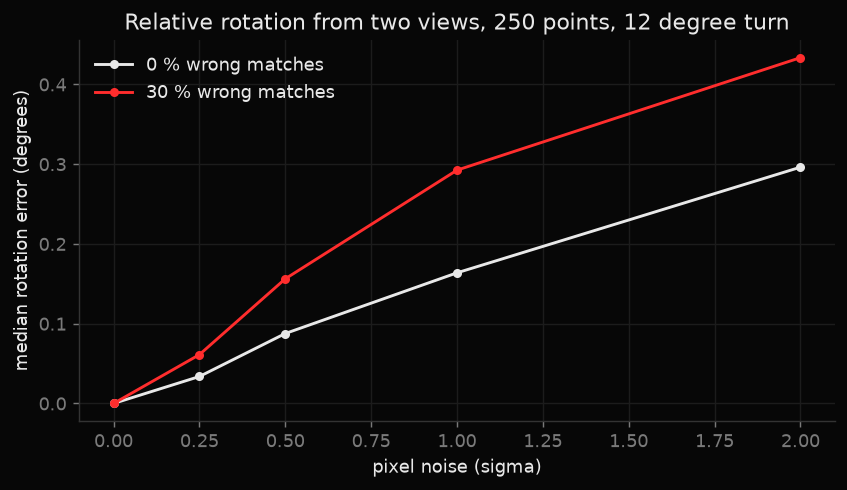 Relative rotation from two views, 250 points, 12 degree turn
0 % wrong matches
30 % wrong matches
median rotation error (degrees)
0.4
0.3
0.2
0.1
0.0
0.00 0.25 0.50 0.75 1.00 1.25 1.50 1.75 2.00
pixel noise (sigma)